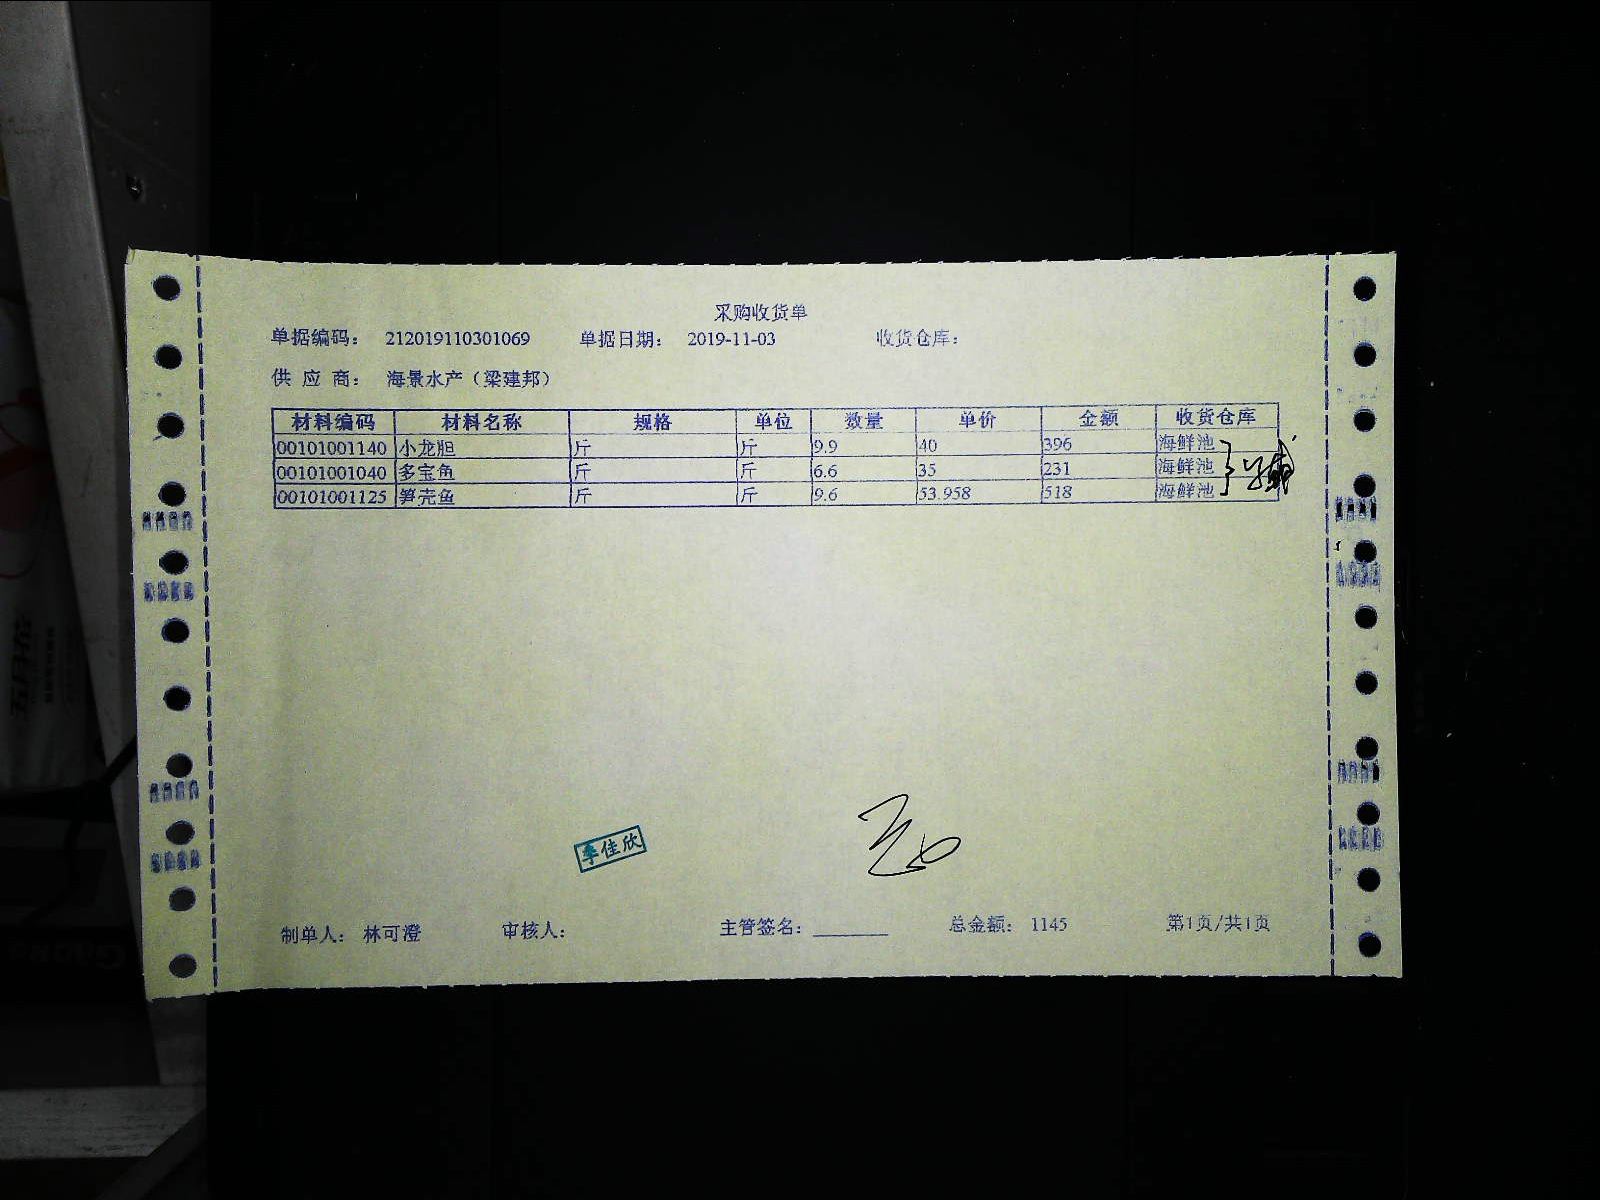 采购收货单
单据编码： 212019110301069 单据日期： 2019-11-03 收货仓库：
供 应 商： 海景水产（梁建邦）
材料编码 材料名称 规格 单位 数量 单价 金额 收货仓库
00101001140 小龙胆 斤 斤 9.9 40 396 海鲜池
00101001040 多宝鱼 斤 斤 6.6 35 231 海鲜池
00101001125 笋壳鱼 斤 斤 9.6 53.958 518 海鲜池
李佳欣
制单人： 林可澄 审核人： 主管签名：________ 总金额： 1145 第1页/共1页